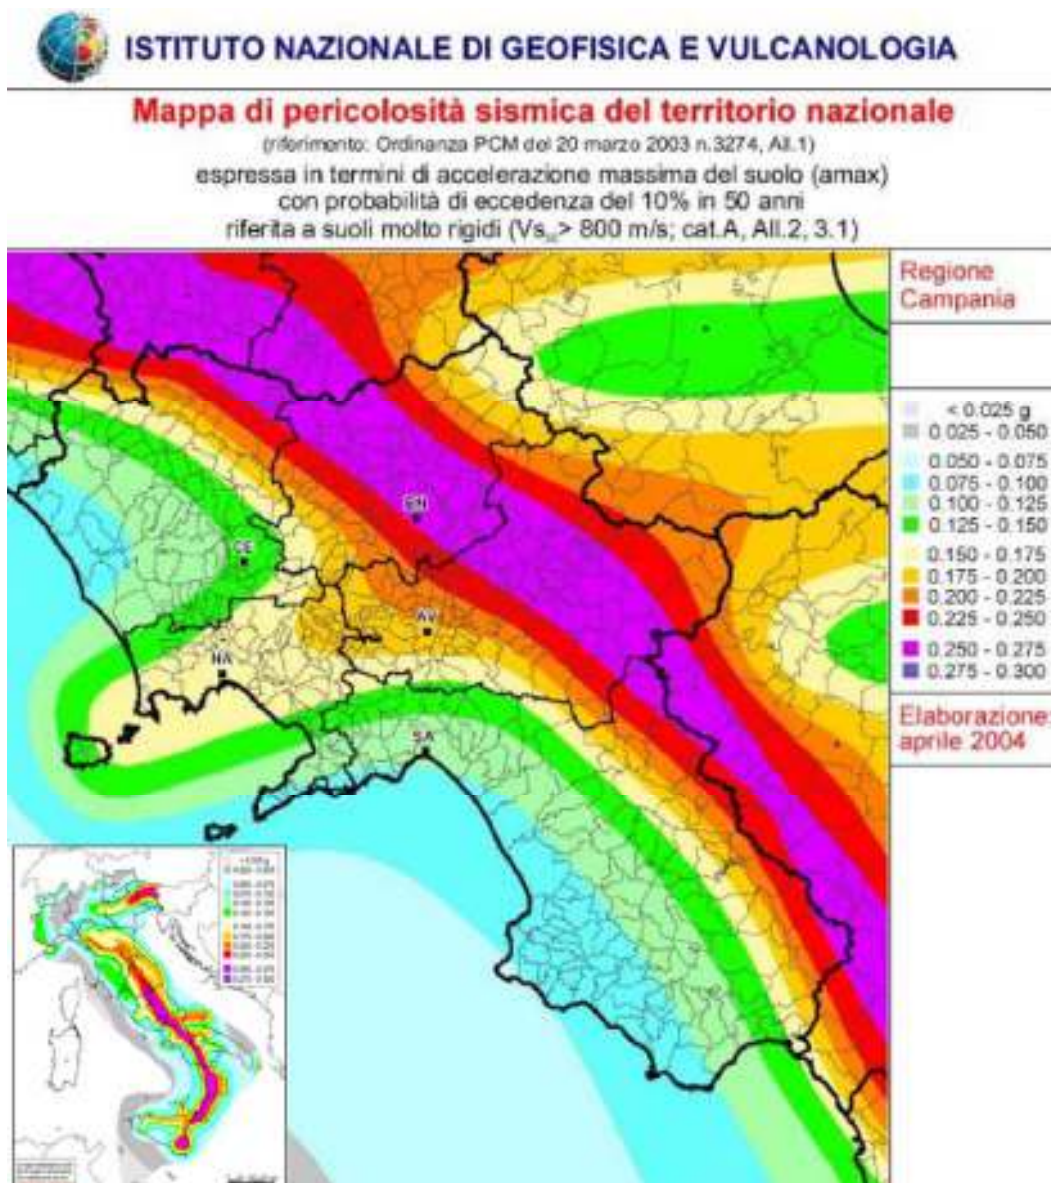 ISTITUTO NAZIONALE DI GEOFISICA E VULCANOLOGIA
Mappa di pericolosità sismica del territorio nazionale
(riferimento: Ordinanza PCM del 20 marzo 2003 n.3274, All.1)
espressa in termini di accelerazione massima del suolo (amax)
con probabilità di eccedenza del 10% in 50 anni
riferita a suoli molto rigidi (Vs₃₀> 800 m/s; cat.A, All.2, 3.1)
Regione
Campania
< 0.025 g
0.025 - 0.050
0.050 - 0.075
0.075 - 0.100
0.100 - 0.125
0.125 - 0.150
0.150 - 0.175
0.175 - 0.200
0.200 - 0.225
0.225 - 0.250
0.250 - 0.275
0.275 - 0.300
Elaborazione:
aprile 2004
BN
CE
AV
NA
SA